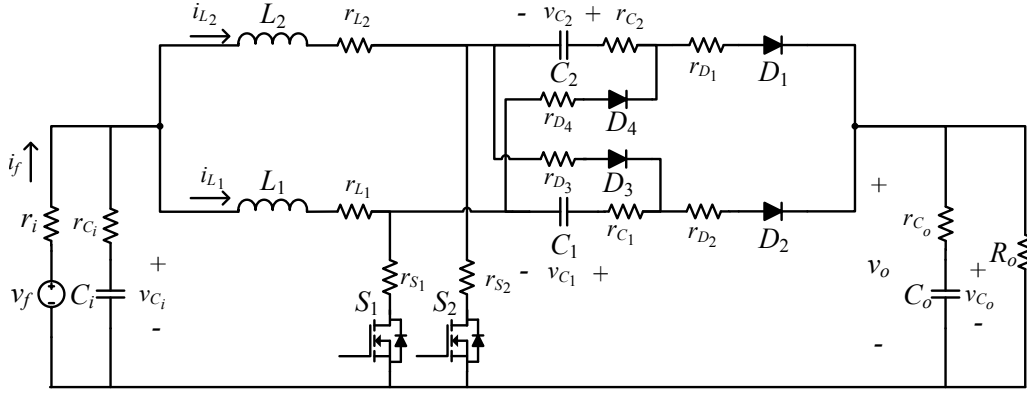 i_{L_2} L_2 r_{L_2} - v_{C_2} + r_{C_2}
C_2 r_{D_1} D_1
r_{D_4} D_4
i_f i_{L_1} L_1 r_{L_1} r_{D_3} D_3 +
r_i r_{C_i} C_1 r_{C_1} r_{D_2} D_2 r_{C_o} R_o
+ r_{S_1} r_{S_2} - v_{C_1} + v_o +
v_f C_i v_{C_i} S_1 S_2 C_o v_{C_o}
- - -